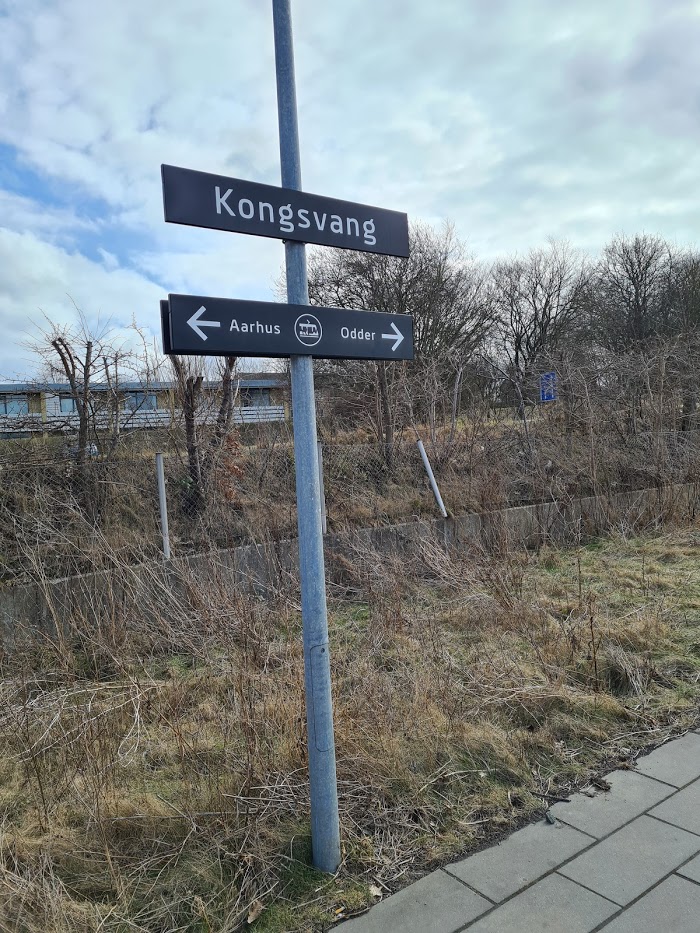 Kongsvang
← Aarhus Odder →